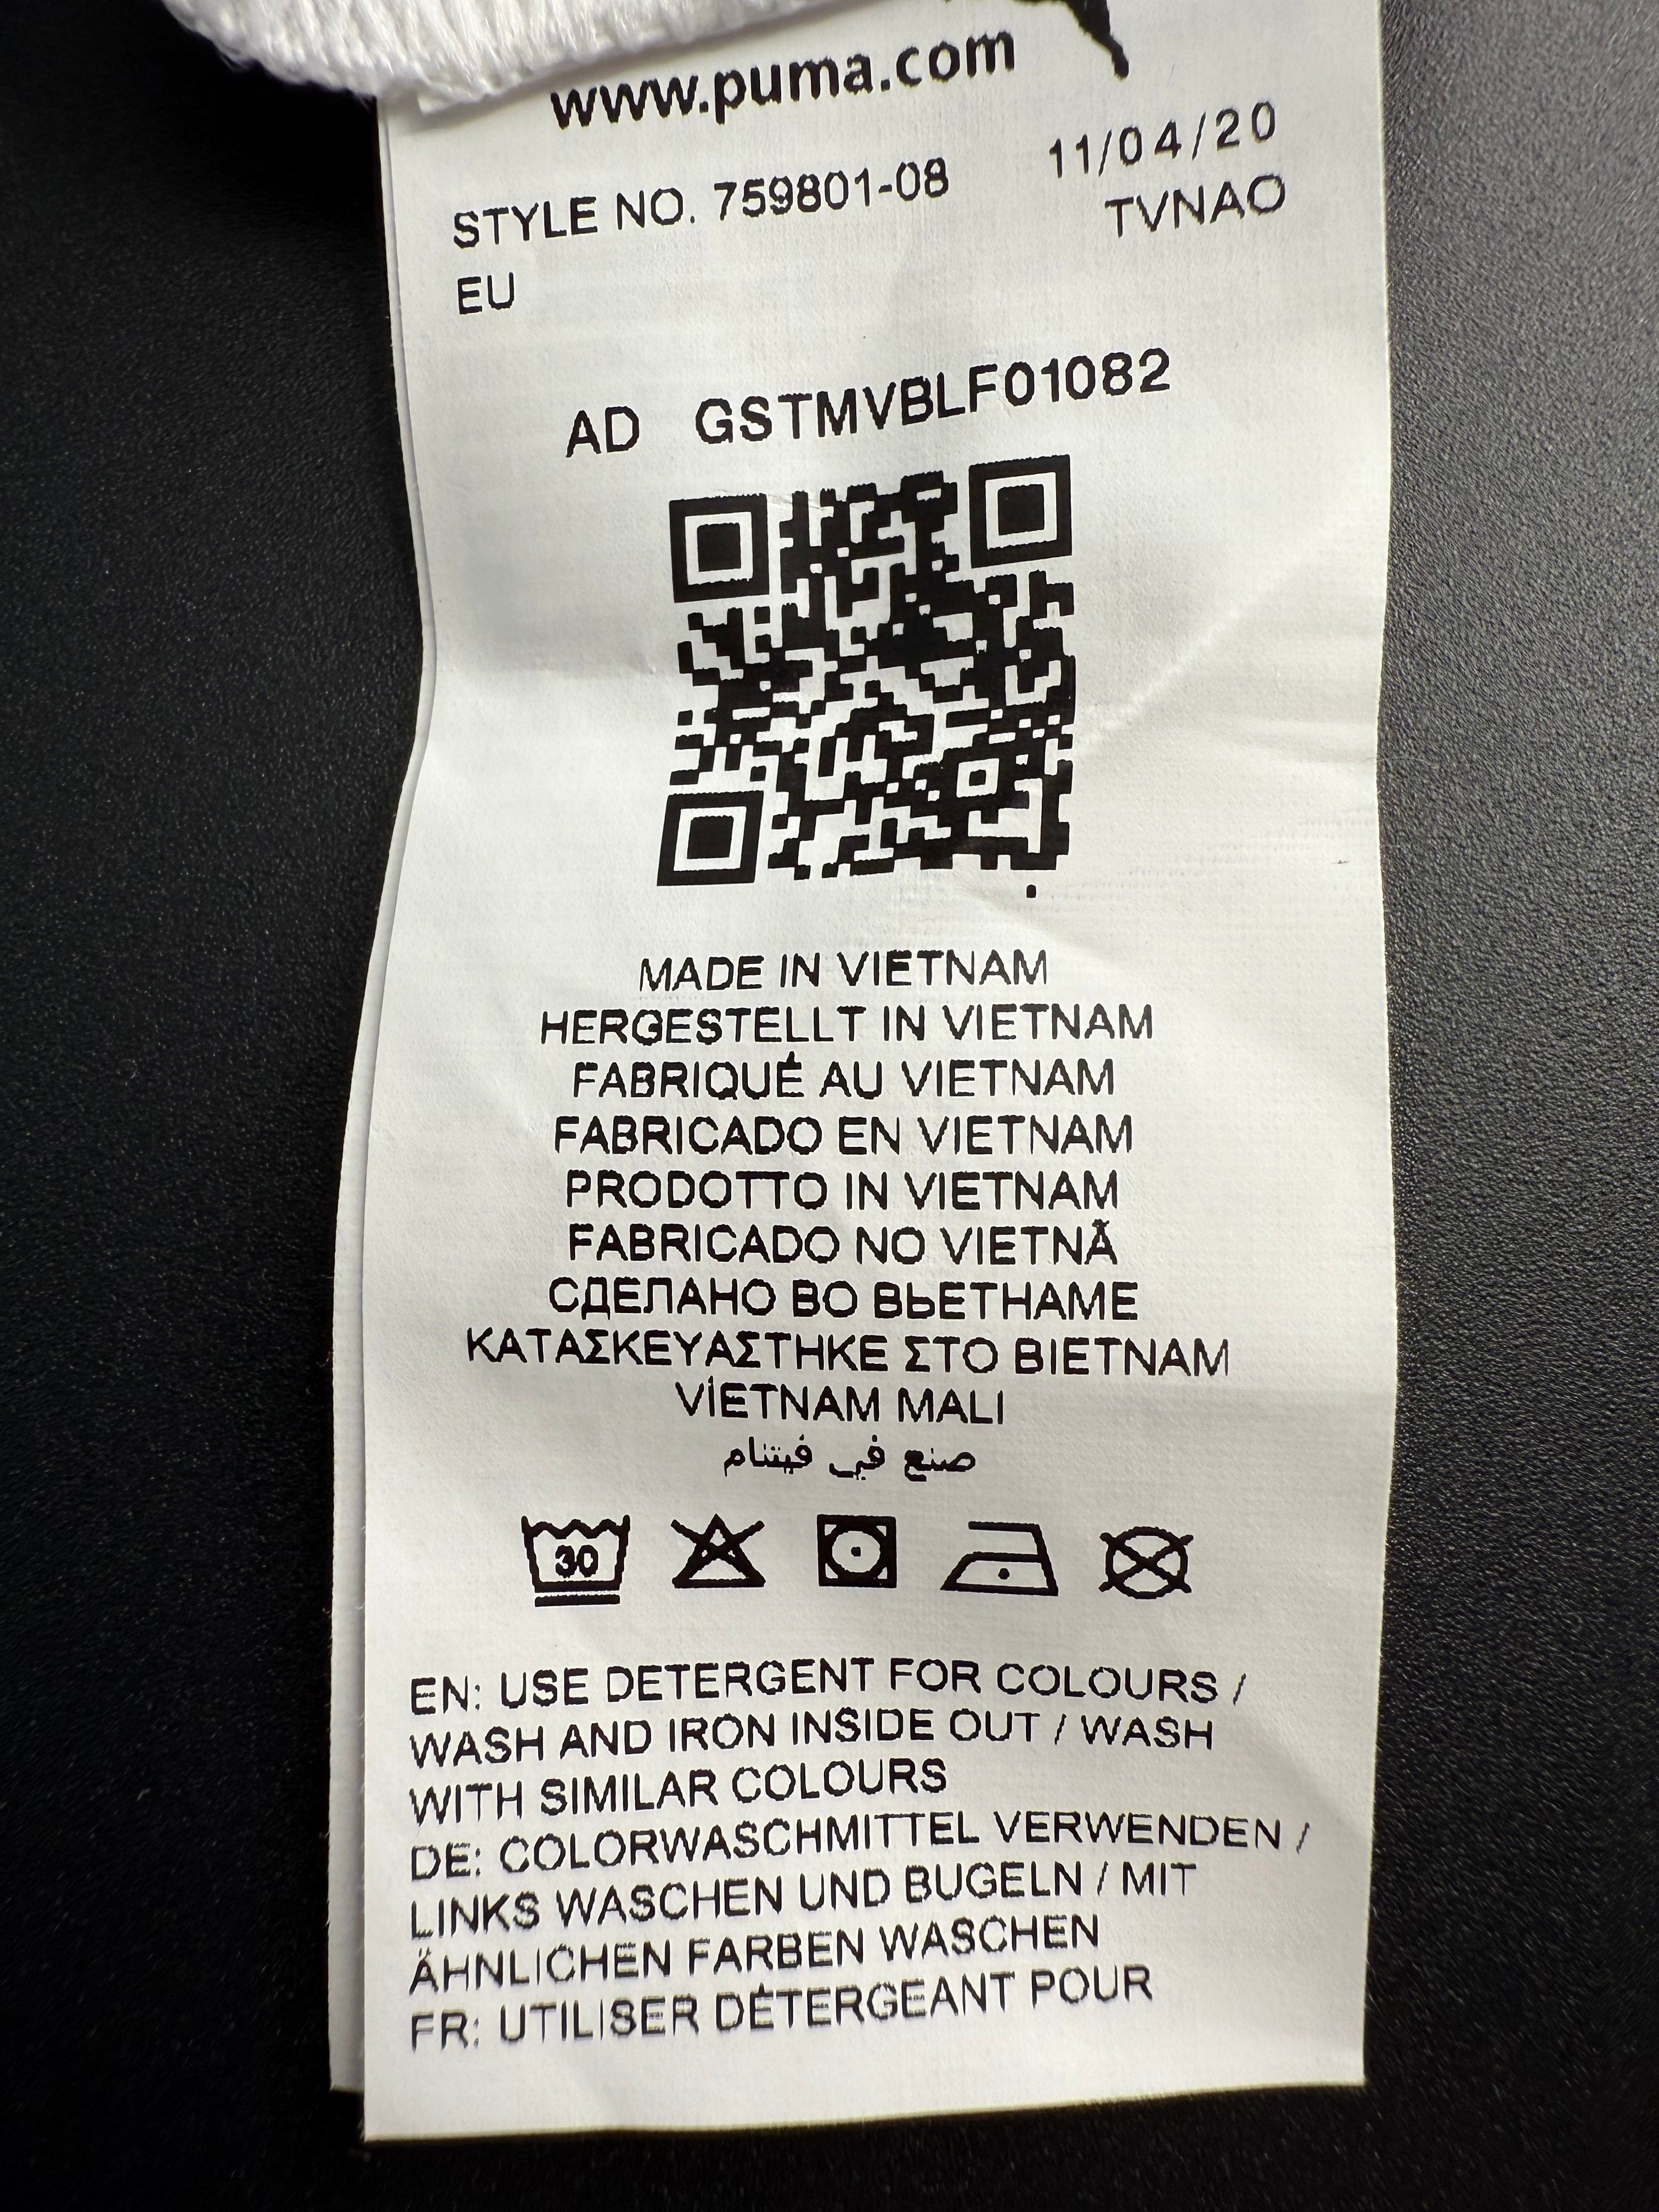 www.puma.com
11/04/20
STYLE NO. 759801-08
TVNAO
EU
AD GSTMVBLF01082
MADE IN VIETNAM
HERGESTELLT IN VIETNAM
FABRIQUÉ AU VIETNAM
FABRICADO EN VIETNAM
PRODOTTO IN VIETNAM
FABRICADO NO VIETNÃ
СДЕЛАНО ВО ВЬЕТНАМЕ
ΚΑΤΑΣΚΕΥΑΣΤΗΚΕ ΣΤΟ ΒΙΕΤΝΑΜ
VİETNAM MALI
صنع في فيتنام
30
EN: USE DETERGENT FOR COLOURS /
WASH AND IRON INSIDE OUT / WASH
WITH SIMILAR COLOURS
DE: COLORWASCHMITTEL VERWENDEN /
LINKS WASCHEN UND BUGELN / MIT
ÄHNLICHEN FARBEN WASCHEN
FR: UTILISER DÉTERGEANT POUR